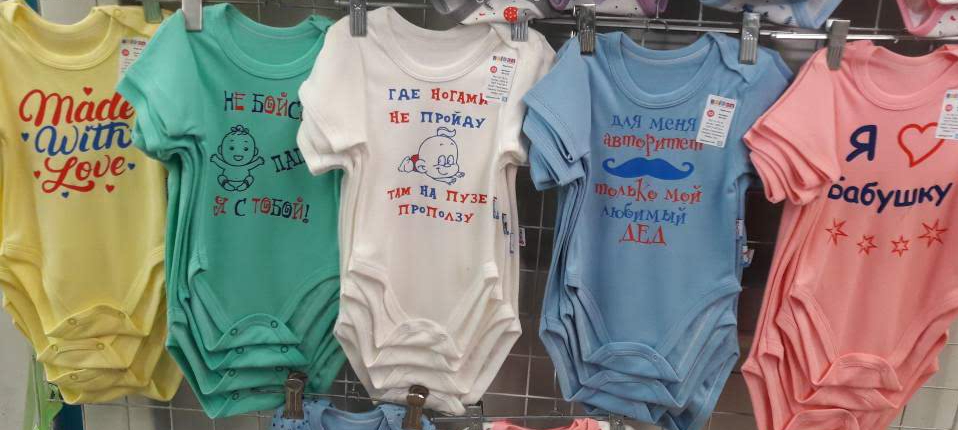 Made
With
Love
НЕ БОЙСЯ
ПАПА
Я С ТОБОЙ!
ГДЕ НОГАМИ
НЕ ПРОЙДУ
ТАМ НА ПУЗЕ
ПРОПОЛЗУ
для меня
авторитет
только мой
любимый
ДЕД
Я
бабушку